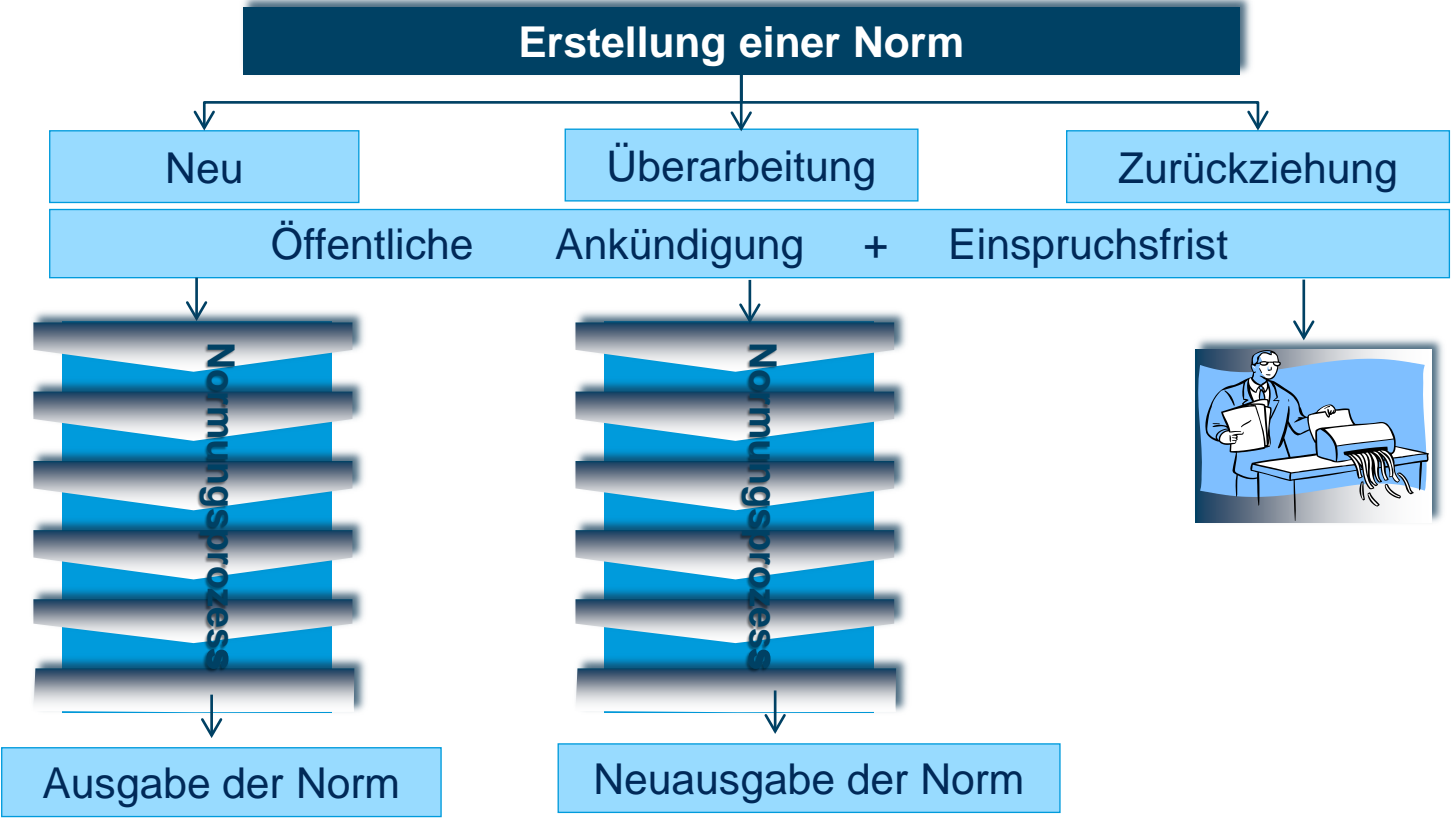 Erstellung einer Norm
Neu
Überarbeitung
Zurückziehung
Öffentliche Ankündigung + Einspruchsfrist
Normungsprozess
Normungsprozess
Ausgabe der Norm
Neuausgabe der Norm